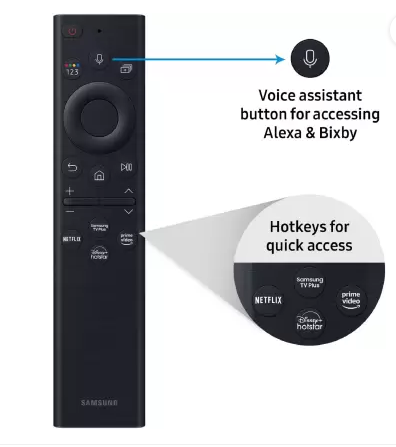 123
Voice assistant
button for accessing
Alexa & Bixby
Hotkeys for
quick access
NETFLIX
Samsung
TV Plus
prime
video
Disney+
hotstar
Samsung
TV Plus
NETFLIX
prime
video
Disney+
hotstar
SAMSUNG